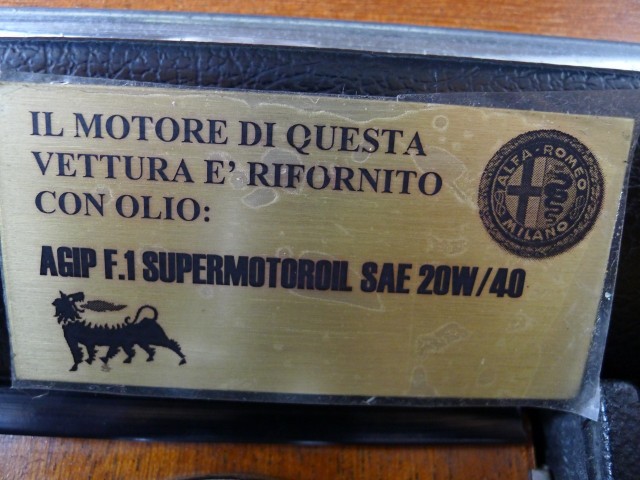 IL MOTORE DI QUESTA
VETTURA E' RIFORNITO
CON OLIO:
ALFA-ROMEO
MILANO
AGIP F.1 SUPERMOTOROIL SAE 20W/40